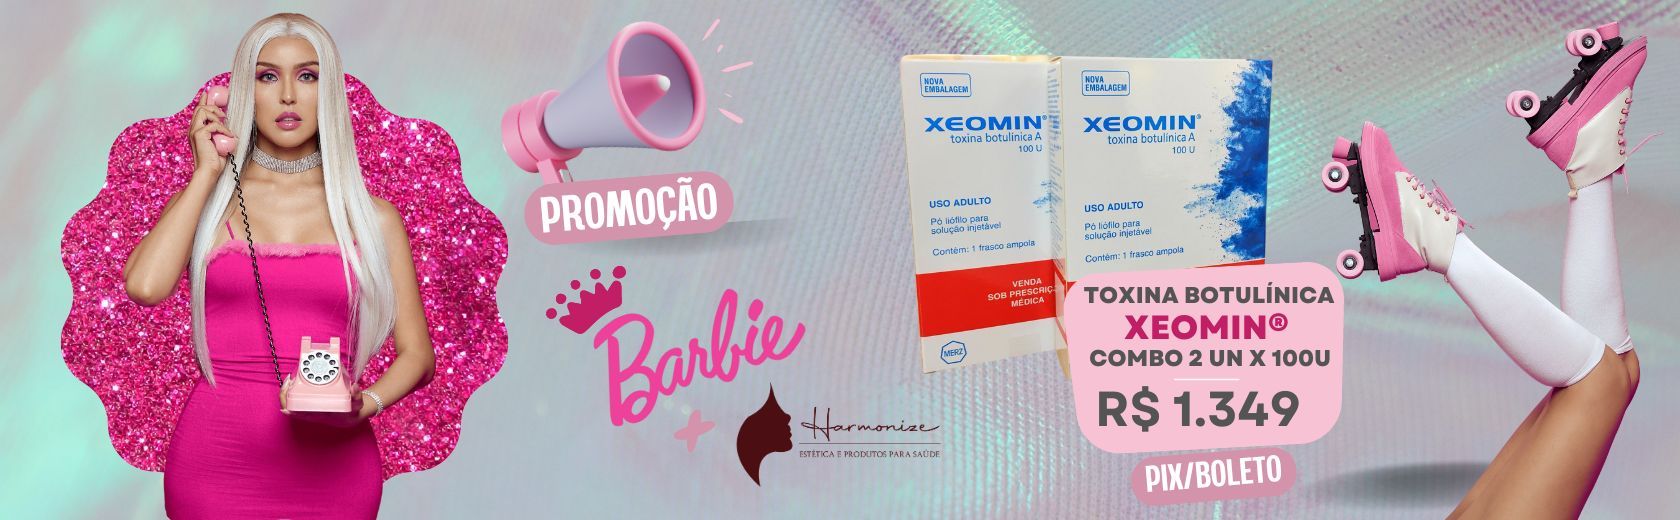 PROMOÇÃO
Barbie
+
Harmonize
ESTÉTICA E PRODUTOS PARA SAÚDE
NOVA
EMBALAGEM
XEOMIN®
toxina botulínica A
100 U
USO ADULTO
Pó liófilo para
solução injetável
Contém: 1 frasco ampola
VENDA
SOB PRESCRIÇ
MÉDICA
MERZ
NOVA
EMBALAGEM
XEOMIN®
toxina botulínica A
100 U
USO ADULTO
Pó liófilo para
solução injetável
Contém: 1 frasco ampola
TOXINA BOTULÍNICA
XEOMIN®
COMBO 2 UN X 100U
R$ 1.349
PIX/BOLETO